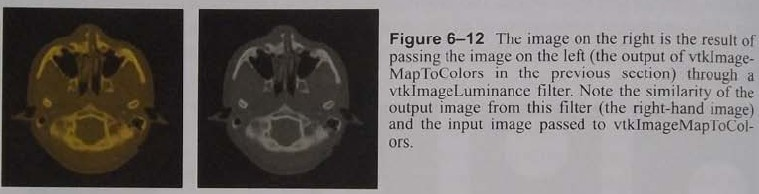 Figure 6–12 The image on the right is the result of
passing the image on the left (the output of vtkImage-
MapToColors in the previous section) through a
vtkImageLuminance filter. Note the similarity of the
output image from this filter (the right-hand image)
and the input image passed to vtkImageMapToCol-
ors.